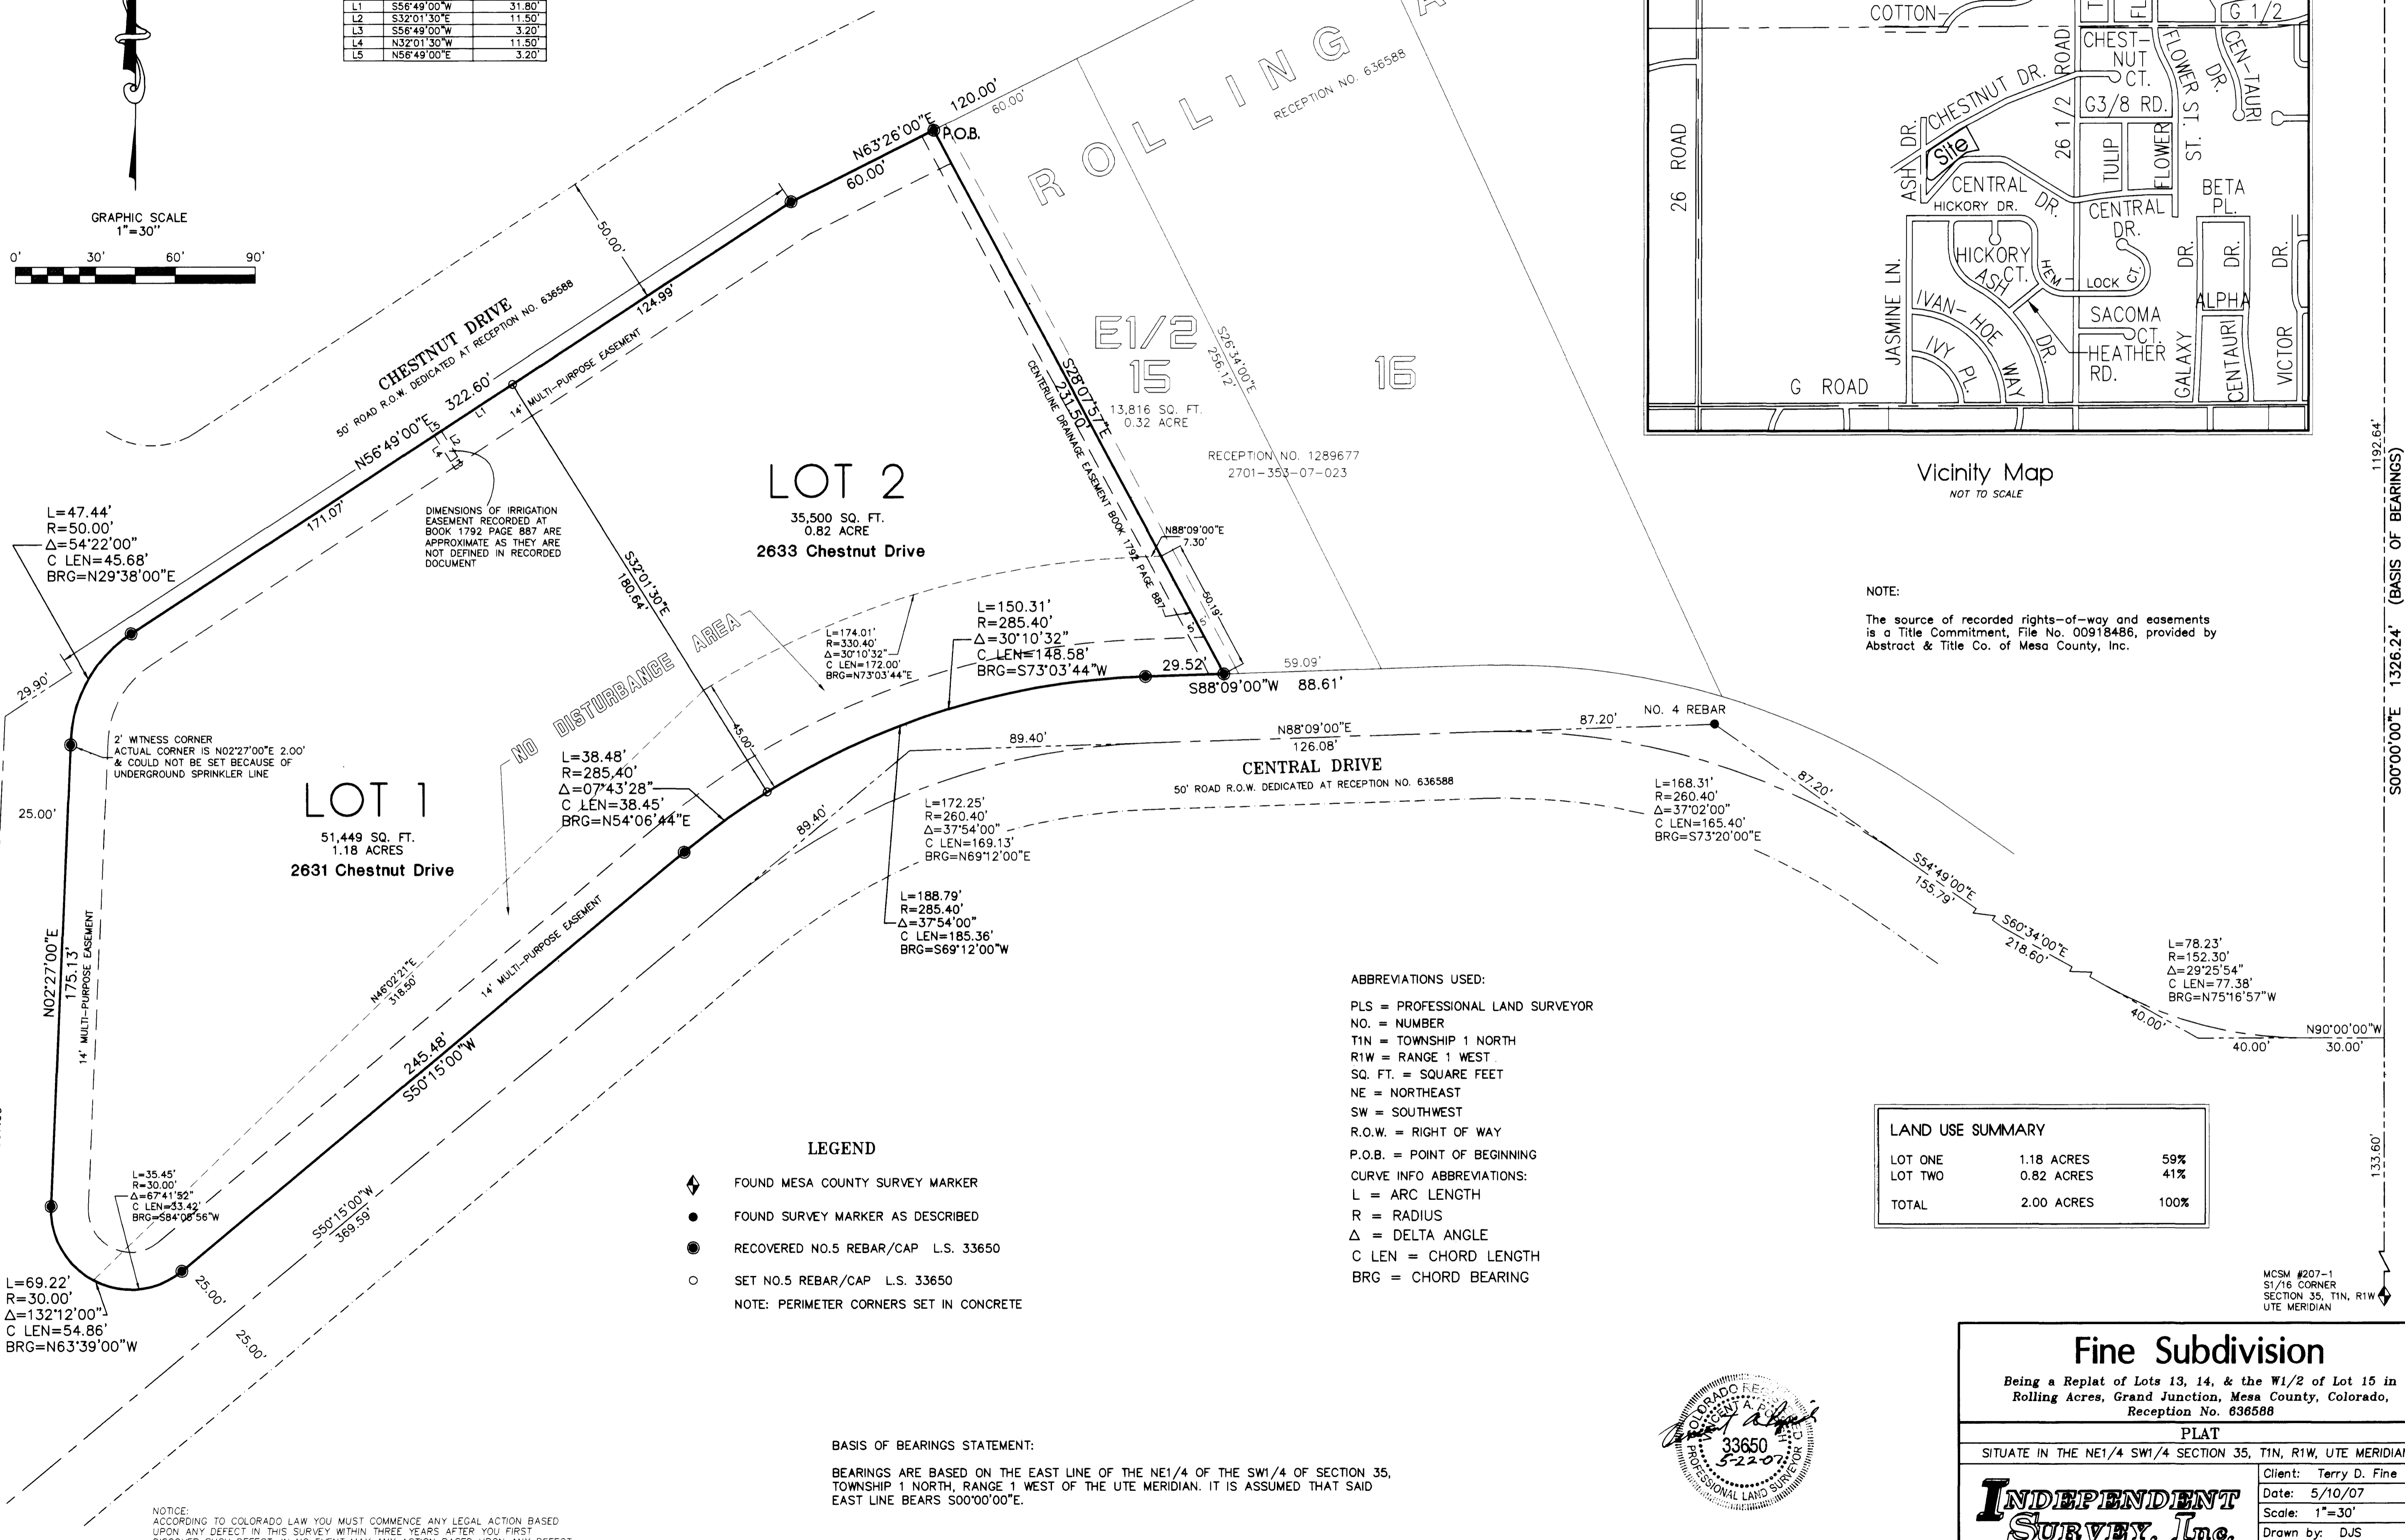 L1 S56°49'00"W 31.80'
L2 S32°01'30"E 11.50'
L3 S56°49'00"W 3.20'
L4 N32°01'30"W 11.50'
L5 N56°49'00"E 3.20'
GRAPHIC SCALE
1"=30''
0' 30' 60' 90'
CHESTNUT DRIVE
50' ROAD R.O.W. DEDICATED AT RECEPTION NO. 636588
N56°49'00"E 322.60'
50.00'
124.99'
171.07'
L1
L5
L2
L4
L3
14' MULTI-PURPOSE EASEMENT
N63°26'00"E
60.00'
120.00'
60.00'
P.O.B.
ROLLING A
RECEPTION NO. 636588
S28°07'57"E
231.50'
CENTERLINE DRAINAGE EASEMENT BOOK 1792 PAGE 887
E1/2
15
13,816 SQ. FT.
0.32 ACRE
S26°34'00"E
256.12'
16
RECEPTION NO. 1289677
2701-353-07-023
N88°09'00"E
7.30'
50.19'
5'
5'
LOT 2
35,500 SQ. FT.
0.82 ACRE
2633 Chestnut Drive
DIMENSIONS OF IRRIGATION
EASEMENT RECORDED AT
BOOK 1792 PAGE 887 ARE
APPROXIMATE AS THEY ARE
NOT DEFINED IN RECORDED
DOCUMENT
S32°01'30"E
180.64'
45.00'
L=47.44'
R=50.00'
Δ=54°22'00"
C LEN=45.68'
BRG=N29°38'00"E
29.90'
2' WITNESS CORNER
ACTUAL CORNER IS N02°27'00"E 2.00'
& COULD NOT BE SET BECAUSE OF
UNDERGROUND SPRINKLER LINE
25.00'
LOT 1
51,449 SQ. FT.
1.18 ACRES
2631 Chestnut Drive
NO DISTURBANCE AREA
L=174.01'
R=330.40'
Δ=30°10'32"
C LEN=172.00'
BRG=N73°03'44"E
L=150.31'
R=285.40'
Δ=30°10'32"
C LEN=148.58'
BRG=S73°03'44"W
29.52'
59.09'
S88°09'00"W 88.61'
L=38.48'
R=285.40'
Δ=07°43'28"
C LEN=38.45'
BRG=N54°06'44"E
89.40'
89.40'
N88°09'00"E
126.08'
87.20'
NO. 4 REBAR
87.20'
CENTRAL DRIVE
50' ROAD R.O.W. DEDICATED AT RECEPTION NO. 636588
L=172.25'
R=260.40'
Δ=37°54'00"
C LEN=169.13'
BRG=N69°12'00"E
L=188.79'
R=285.40'
Δ=37°54'00"
C LEN=185.36'
BRG=S69°12'00"W
L=168.31'
R=260.40'
Δ=37°02'00"
C LEN=165.40'
BRG=S73°20'00"E
S54°49'00"E
155.79'
S60°34'00"E
218.60'
L=78.23'
R=152.30'
Δ=29°25'54"
C LEN=77.38'
BRG=N75°16'57"W
40.00'
40.00'
N90°00'00"W
30.00'
N02°27'00"E
175.13'
14' MULTI-PURPOSE EASEMENT
N46°02'21"E
318.50'
14' MULTI-PURPOSE EASEMENT
245.48'
S50°15'00"W
S50°15'00"W
369.59'
25.00'
25.00'
L=35.45'
R=30.00'
Δ=67°41'52"
C LEN=33.42'
BRG=S84°08'56"W
L=69.22'
R=30.00'
Δ=132°12'00"
C LEN=54.86'
BRG=N63°39'00"W
LEGEND
FOUND MESA COUNTY SURVEY MARKER
FOUND SURVEY MARKER AS DESCRIBED
RECOVERED NO.5 REBAR/CAP L.S. 33650
SET NO.5 REBAR/CAP L.S. 33650
NOTE: PERIMETER CORNERS SET IN CONCRETE
ABBREVIATIONS USED:
PLS = PROFESSIONAL LAND SURVEYOR
NO. = NUMBER
T1N = TOWNSHIP 1 NORTH
R1W = RANGE 1 WEST
SQ. FT. = SQUARE FEET
NE = NORTHEAST
SW = SOUTHWEST
R.O.W. = RIGHT OF WAY
P.O.B. = POINT OF BEGINNING
CURVE INFO ABBREVIATIONS:
L = ARC LENGTH
R = RADIUS
Δ = DELTA ANGLE
C LEN = CHORD LENGTH
BRG = CHORD BEARING
BASIS OF BEARINGS STATEMENT:
BEARINGS ARE BASED ON THE EAST LINE OF THE NE1/4 OF THE SW1/4 OF SECTION 35,
TOWNSHIP 1 NORTH, RANGE 1 WEST OF THE UTE MERIDIAN. IT IS ASSUMED THAT SAID
EAST LINE BEARS S00°00'00"E.
NOTICE:
ACCORDING TO COLORADO LAW YOU MUST COMMENCE ANY LEGAL ACTION BASED
UPON ANY DEFECT IN THIS SURVEY WITHIN THREE YEARS AFTER YOU FIRST
COTTON
G 1/2
26 ROAD
26 1/2 ROAD
CHEST-
NUT
CT.
FLOWER ST.
CEN-TAURI
DR.
CHESTNUT DR.
G3/8 RD.
ASH DR.
Site
TULIP
FLOWER
ST.
CENTRAL
DR.
HICKORY DR.
CENTRAL
DR.
BETA
PL.
HICKORY
CT.
ASH
DR.
HEM-
LOCK CT.
JASMINE LN.
IVAN-HOE
WAY
IVY PL.
SACOMA
CT.
HEATHER
RD.
GALAXY DR.
ALPHA
CENTAURI DR.
VICTOR DR.
G ROAD
Vicinity Map
NOT TO SCALE
NOTE:
The source of recorded rights-of-way and easements
is a Title Commitment, File No. 00918486, provided by
Abstract & Title Co. of Mesa County, Inc.
1192.64'
S00°00'00"E 1326.24' (BASIS OF BEARINGS)
133.60'
LAND USE SUMMARY
LOT ONE 1.18 ACRES 59%
LOT TWO 0.82 ACRES 41%
TOTAL 2.00 ACRES 100%
MCSM #207-1
S1/16 CORNER
SECTION 35, T1N, R1W
UTE MERIDIAN
33650
5-22-07
PROFESSIONAL LAND SURVEYOR
Fine Subdivision
Being a Replat of Lots 13, 14, & the W1/2 of Lot 15 in
Rolling Acres, Grand Junction, Mesa County, Colorado,
Reception No. 636588
PLAT
SITUATE IN THE NE1/4 SW1/4 SECTION 35, T1N, R1W, UTE MERIDIAN
INDEPENDENT
SURVEY, Inc.
Client: Terry D. Fine
Date: 5/10/07
Scale: 1"=30'
Drawn by: DJS